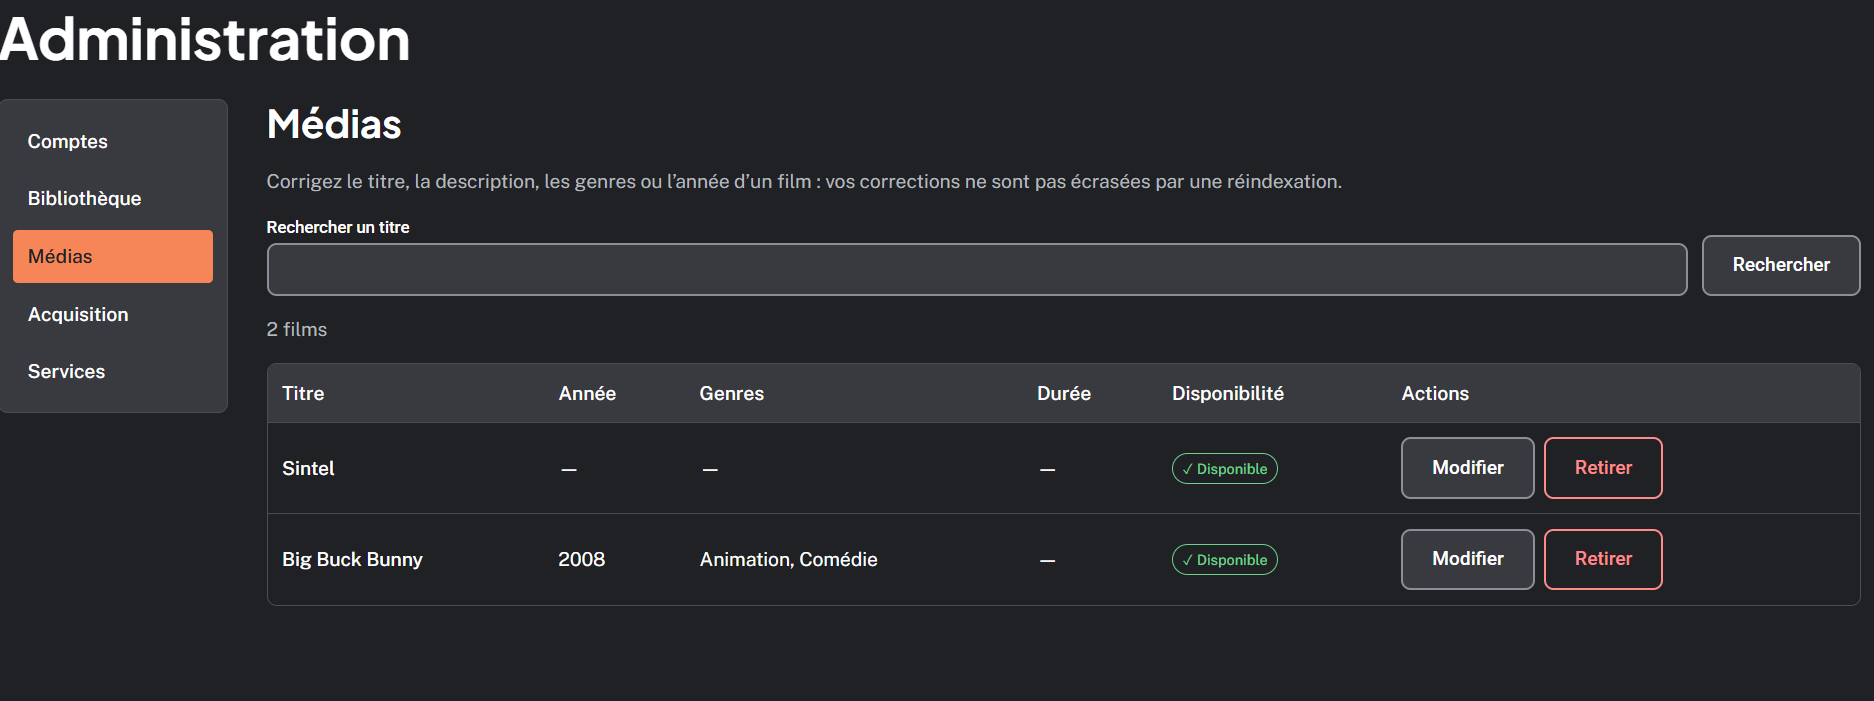 Administration
Comptes
Bibliothèque
Médias
Acquisition
Services
Médias
Corrigez le titre, la description, les genres ou l’année d’un film : vos corrections ne sont pas écrasées par une réindexation.
Rechercher un titre
Rechercher
2 films
Titre Année Genres Durée Disponibilité Actions
Sintel — — — ✓ Disponible Modifier Retirer
Big Buck Bunny 2008 Animation, Comédie — ✓ Disponible Modifier Retirer